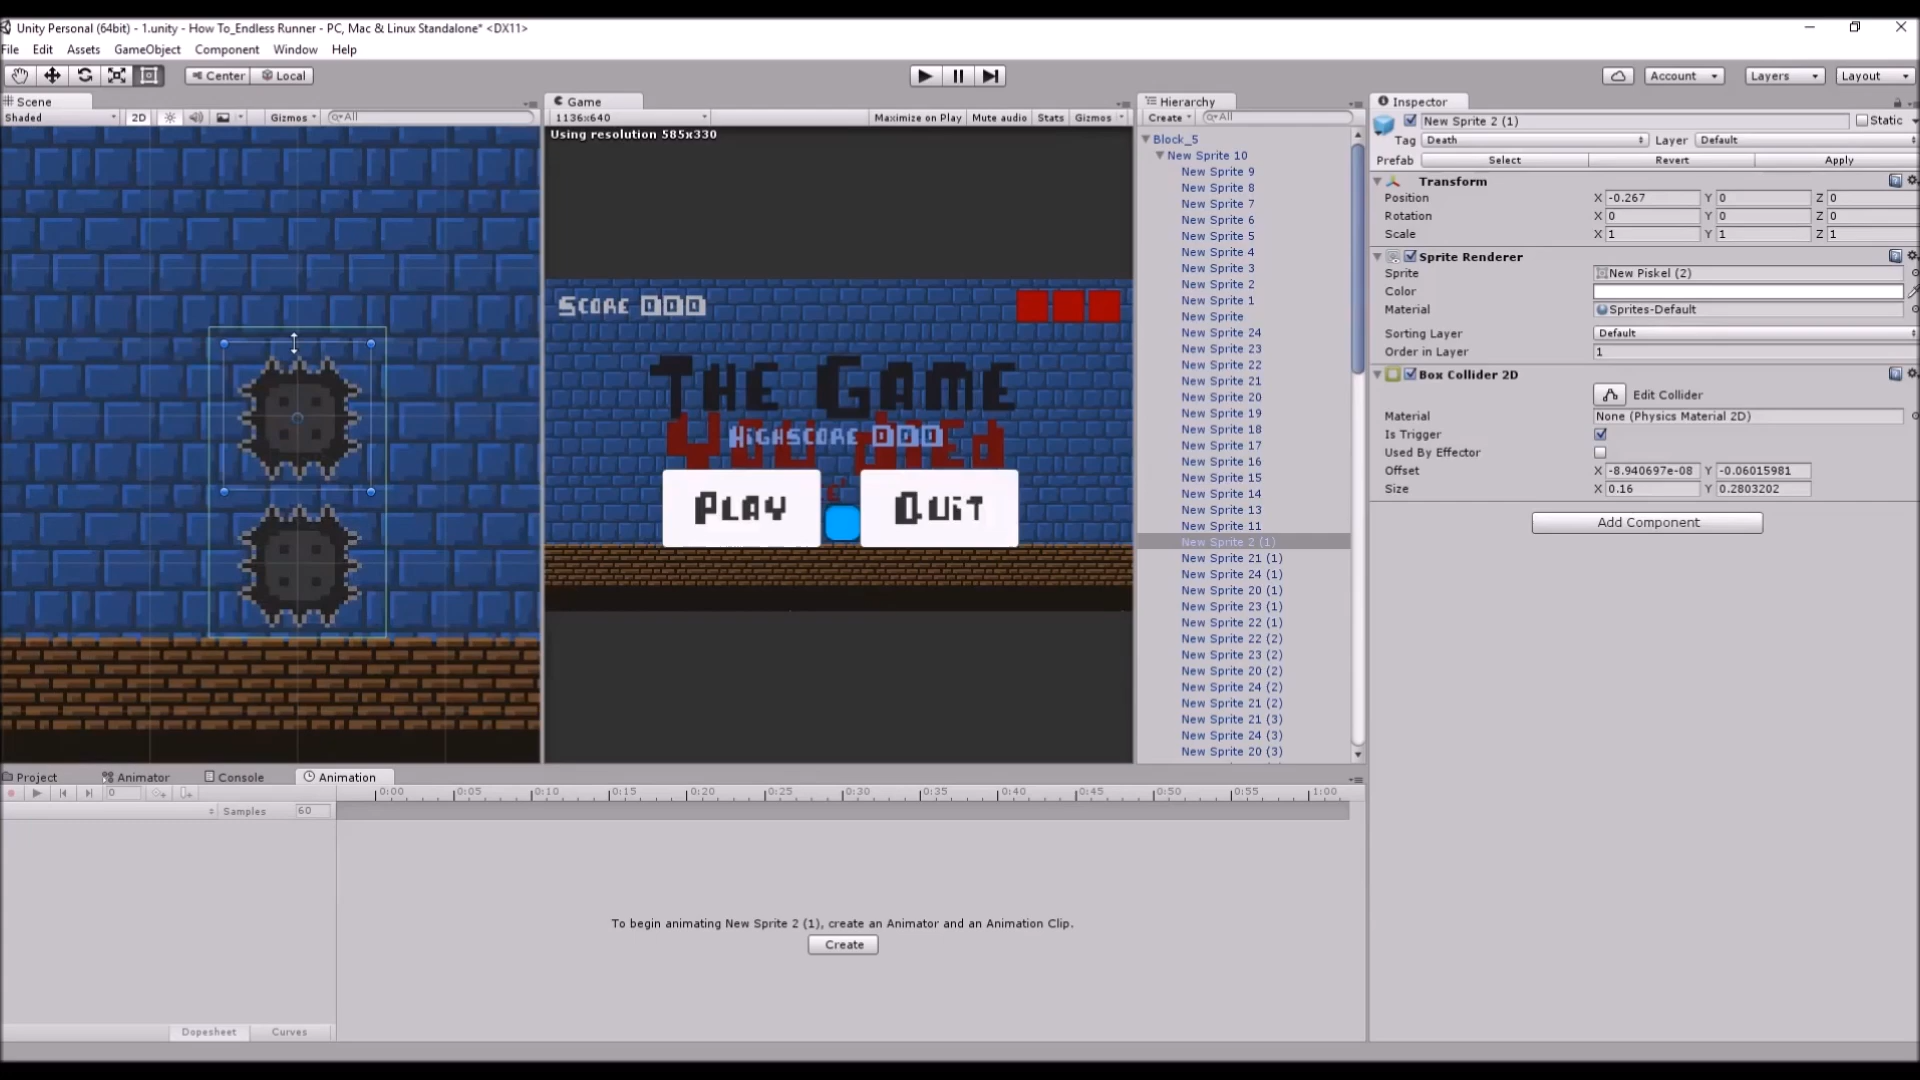 Unity Personal (64bit) - 1.unity - How To_Endless Runner - PC, Mac & Linux Standalone* <DX11>
File Edit Assets GameObject Component Window Help
Center Local Account Layers Layout
Scene
Shaded 2D Gizmos All
Game
1136x640 Maximize on Play Mute audio Stats Gizmos
Using resolution 585x330
Score 000
The Game
Highscore 000
Play Quit
Hierarchy
Create All
Block_5
New Sprite 10
New Sprite 9
New Sprite 8
New Sprite 7
New Sprite 6
New Sprite 5
New Sprite 4
New Sprite 3
New Sprite 2
New Sprite 1
New Sprite
New Sprite 24
New Sprite 23
New Sprite 22
New Sprite 21
New Sprite 20
New Sprite 19
New Sprite 18
New Sprite 17
New Sprite 16
New Sprite 15
New Sprite 14
New Sprite 13
New Sprite 11
New Sprite 2 (1)
New Sprite 21 (1)
New Sprite 24 (1)
New Sprite 20 (1)
New Sprite 23 (1)
New Sprite 22 (1)
New Sprite 22 (2)
New Sprite 23 (2)
New Sprite 20 (2)
New Sprite 24 (2)
New Sprite 21 (2)
New Sprite 21 (3)
New Sprite 24 (3)
New Sprite 20 (3)
Inspector
New Sprite 2 (1) Static
Tag Death Layer Default
Prefab Select Revert Apply
Transform
Position X -0.267 Y 0 Z 0
Rotation X 0 Y 0 Z 0
Scale X 1 Y 1 Z 1
Sprite Renderer
Sprite New Piskel (2)
Color
Material Sprites-Default
Sorting Layer Default
Order in Layer 1
Box Collider 2D
Edit Collider
Material None (Physics Material 2D)
Is Trigger
Used By Effector
Offset X -8.940697e-08 Y -0.06015981
Size X 0.16 Y 0.2803202
Add Component
Project Animator Console Animation
0 0:00 0:05 0:10 0:15 0:20 0:25 0:30 0:35 0:40 0:45 0:50 0:55 1:00
Samples 60
To begin animating New Sprite 2 (1), create an Animator and an Animation Clip.
Create
Dopesheet Curves